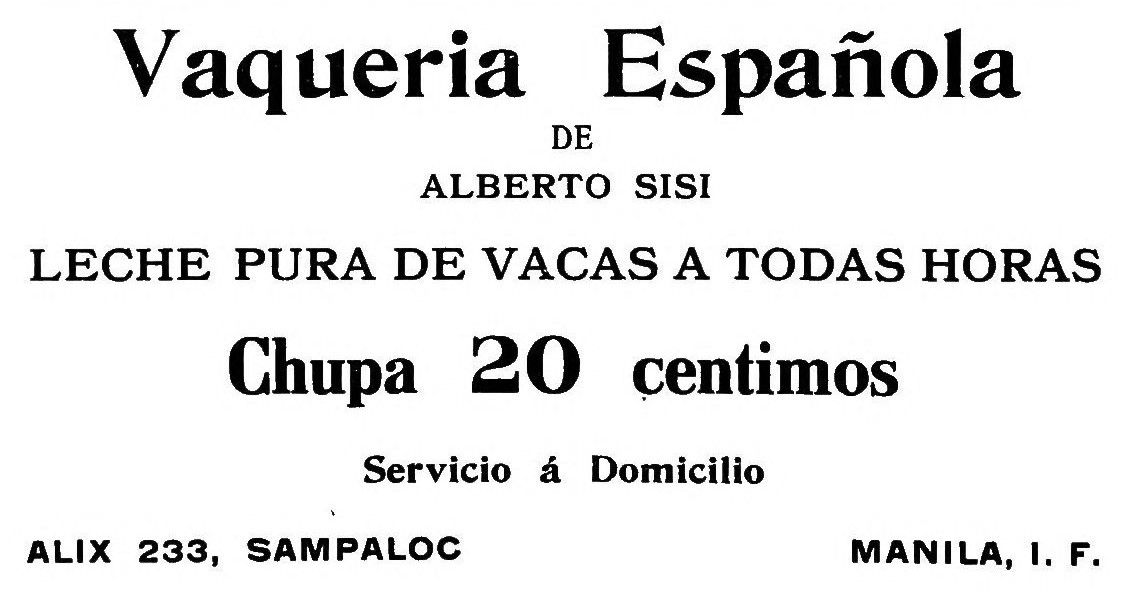 Vaqueria Española
DE
ALBERTO SISI
LECHE PURA DE VACAS A TODAS HORAS
Chupa 20 centimos
Servicio á Domicilio
ALIX 233, SAMPALOC MANILA, I. F.